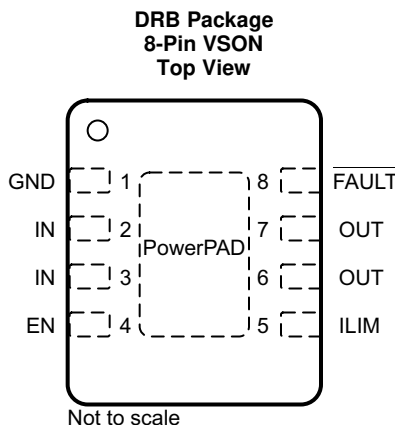 DRB Package
8-Pin VSON
Top View
GND 1 8 FAULT
IN 2 7 OUT
PowerPAD
IN 3 6 OUT
EN 4 5 ILIM
Not to scale